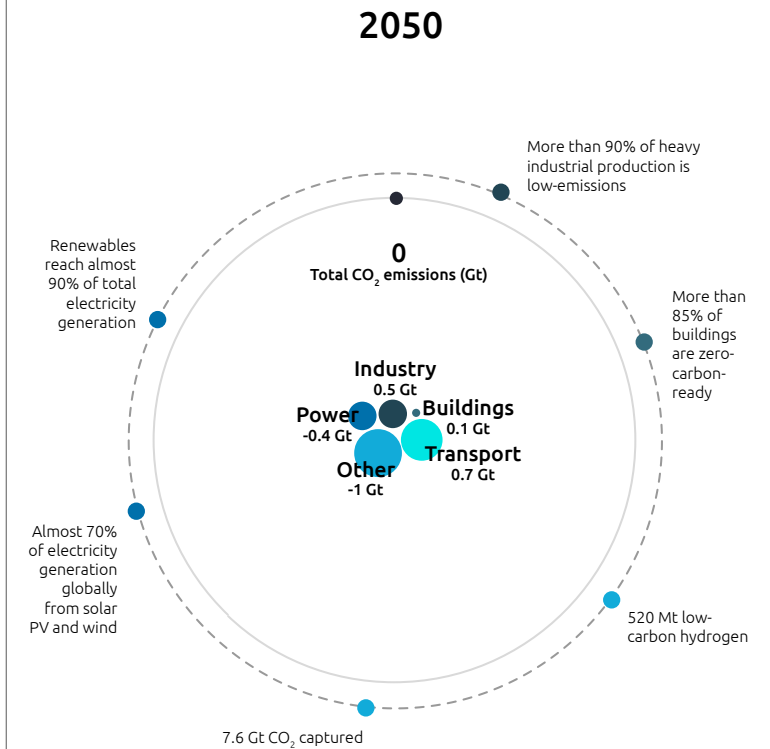 2050
More than 90% of heavy
industrial production is
low-emissions
Renewables
reach almost
90% of total
electricity
generation
0
Total CO₂ emissions (Gt)
More than
85% of
buildings
are zero-
carbon-
ready
Industry
0.5 Gt
Power
-0.4 Gt
Buildings
0.1 Gt
Transport
0.7 Gt
Other
-1 Gt
Almost 70%
of electricity
generation
globally
from solar
PV and wind
520 Mt low-
carbon hydrogen
7.6 Gt CO₂ captured